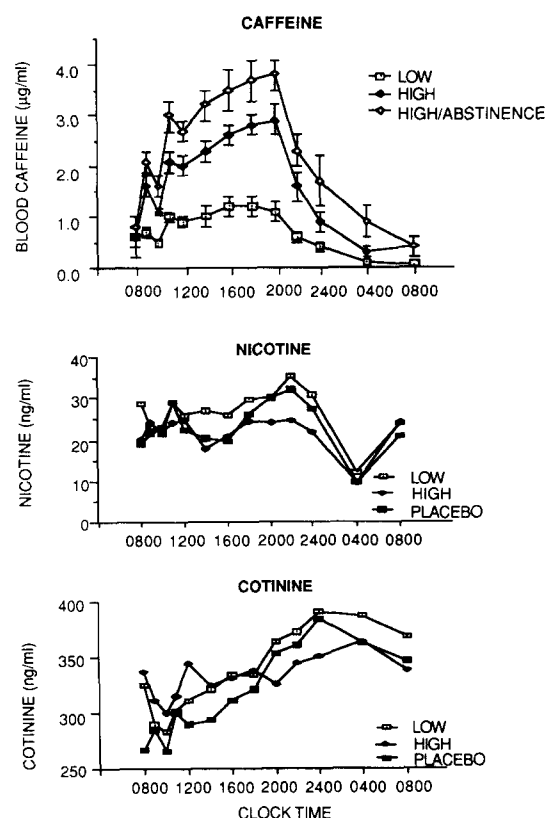 CAFFEINE
BLOOD CAFFEINE (µg/ml)
4.0
3.0
2.0
1.0
0.0
LOW
HIGH
HIGH/ABSTINENCE
0800 1200 1600 2000 2400 0400 0800
NICOTINE
NICOTINE (ng/ml)
40
30
20
10
0
LOW
HIGH
PLACEBO
0800 1200 1600 2000 2400 0400 0800
COTININE
COTININE (ng/ml)
400
350
300
250
LOW
HIGH
PLACEBO
0800 1200 1600 2000 2400 0400 0800
CLOCK TIME